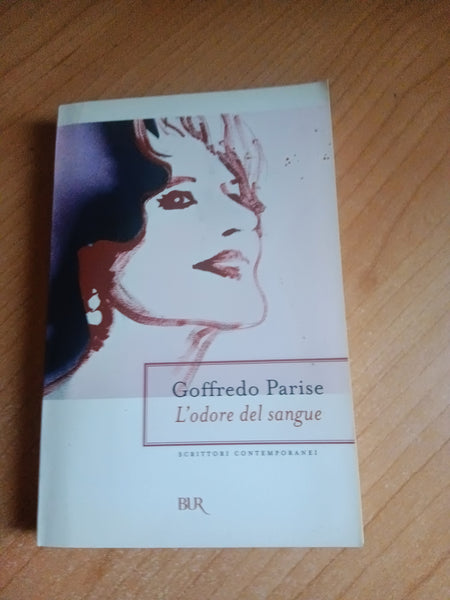 Goffredo Parise
L'odore del sangue
SCRITTORI CONTEMPORANEI
BUR